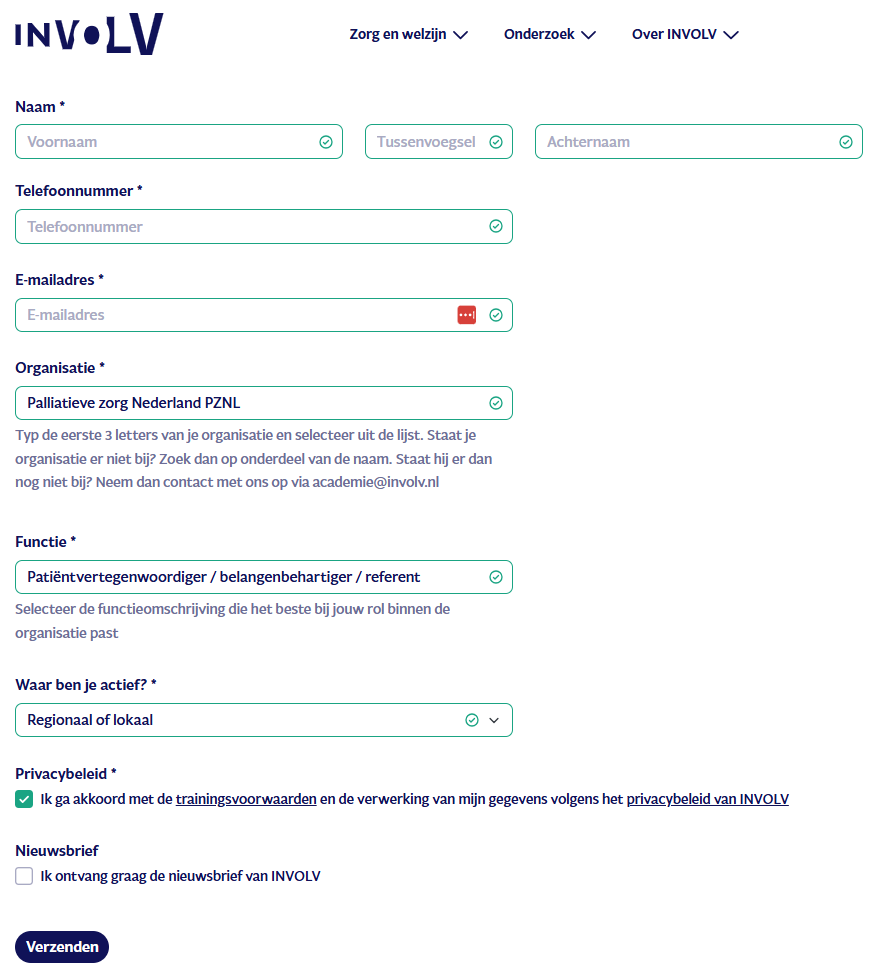 INVOLV
Zorg en welzijn Onderzoek Over INVOLV
Naam *
Voornaam Tussenvoegsel Achternaam
Telefoonnummer *
Telefoonnummer
E-mailadres *
E-mailadres
Organisatie *
Palliatieve zorg Nederland PZNL
Typ de eerste 3 letters van je organisatie en selecteer uit de lijst. Staat je
organisatie er niet bij? Zoek dan op onderdeel van de naam. Staat hij er dan
nog niet bij? Neem dan contact met ons op via academie@involv.nl
Functie *
Patiëntvertegenwoordiger / belangenbehartiger / referent
Selecteer de functieomschrijving die het beste bij jouw rol binnen de
organisatie past
Waar ben je actief? *
Regionaal of lokaal
Privacybeleid *
Ik ga akkoord met de trainingsvoorwaarden en de verwerking van mijn gegevens volgens het privacybeleid van INVOLV
Nieuwsbrief
Ik ontvang graag de nieuwsbrief van INVOLV
Verzenden